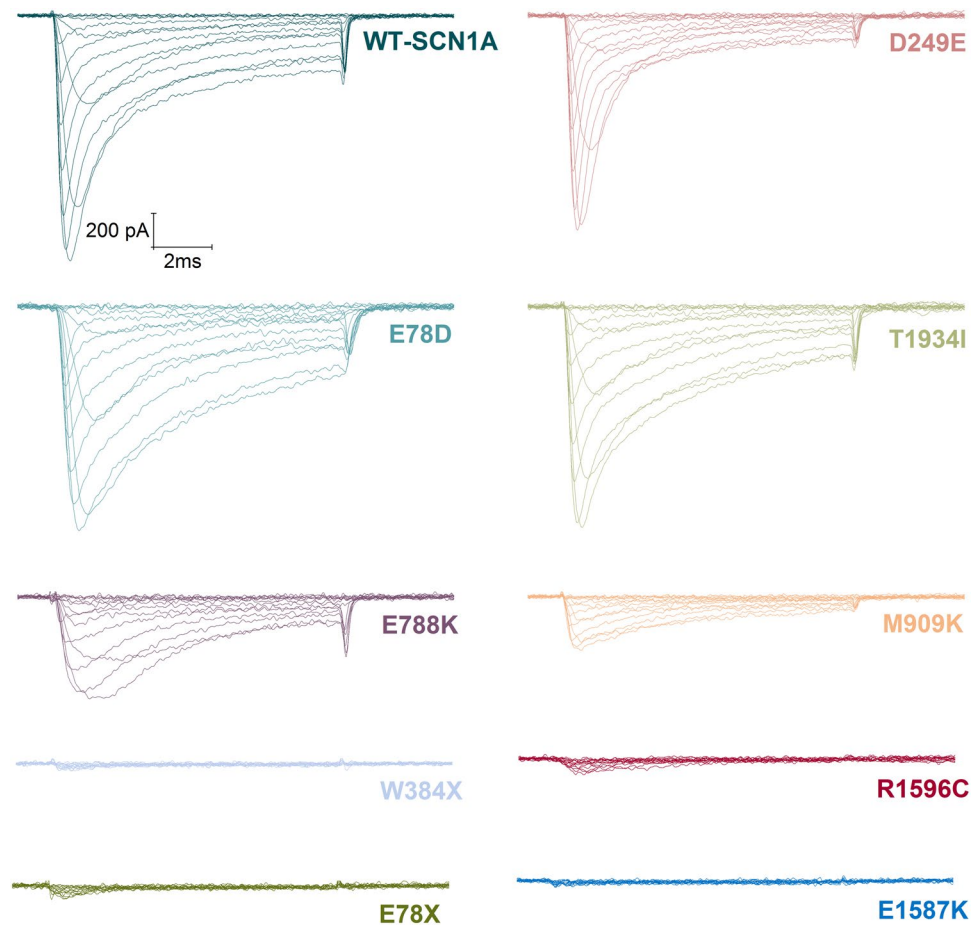 WT-SCN1A
D249E
200 pA
2ms
E78D
T1934I
E788K
M909K
W384X
R1596C
E78X
E1587K